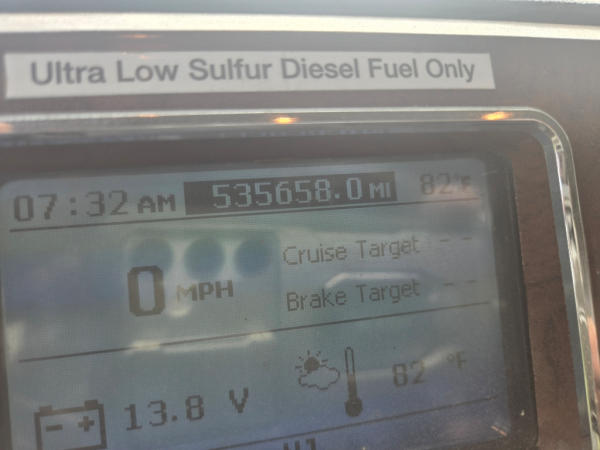 Ultra Low Sulfur Diesel Fuel Only
07:32 AM 535658.0 MI 82°F
Cruise Target - -
0 MPH
Brake Target - -
13.8 V 82 °F